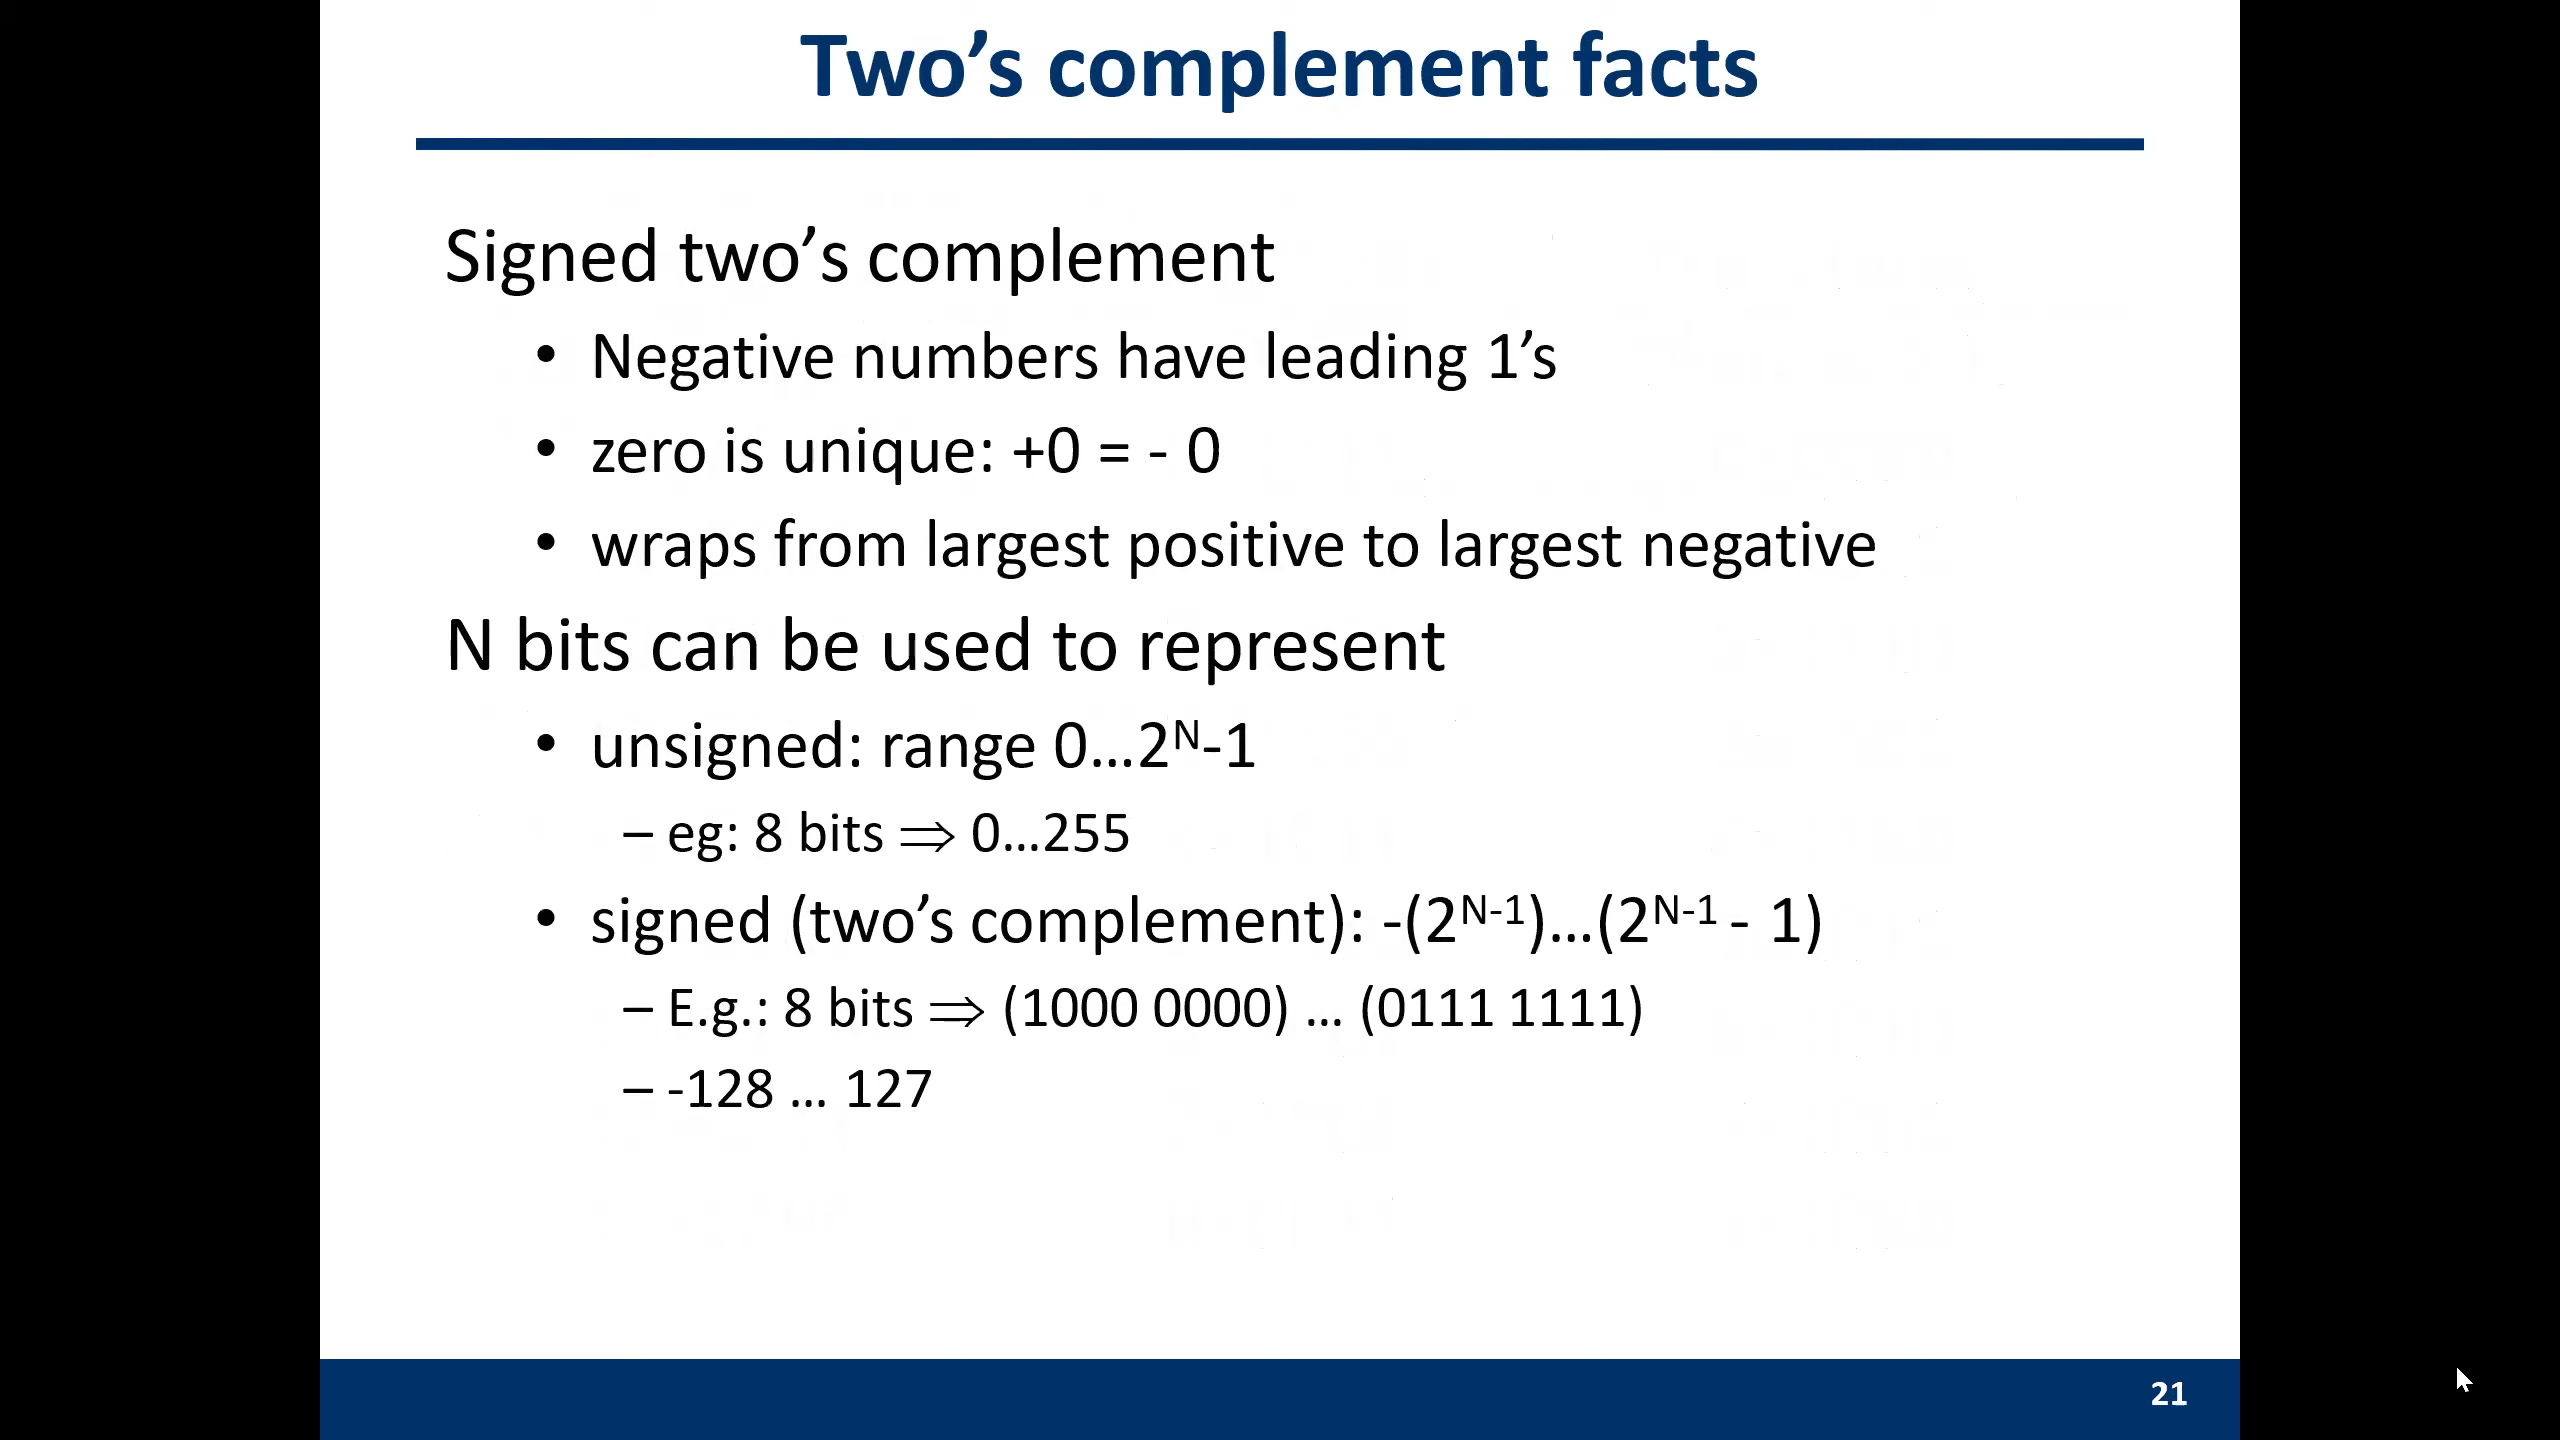 Two’s complement facts
Signed two’s complement
• Negative numbers have leading 1’s
• zero is unique: +0 = - 0
• wraps from largest positive to largest negative
N bits can be used to represent
• unsigned: range 0…2ᴺ-1
– eg: 8 bits ⇒ 0…255
• signed (two’s complement): -(2ᴺ⁻¹)…(2ᴺ⁻¹ - 1)
– E.g.: 8 bits ⇒ (1000 0000) … (0111 1111)
– -128 … 127
21